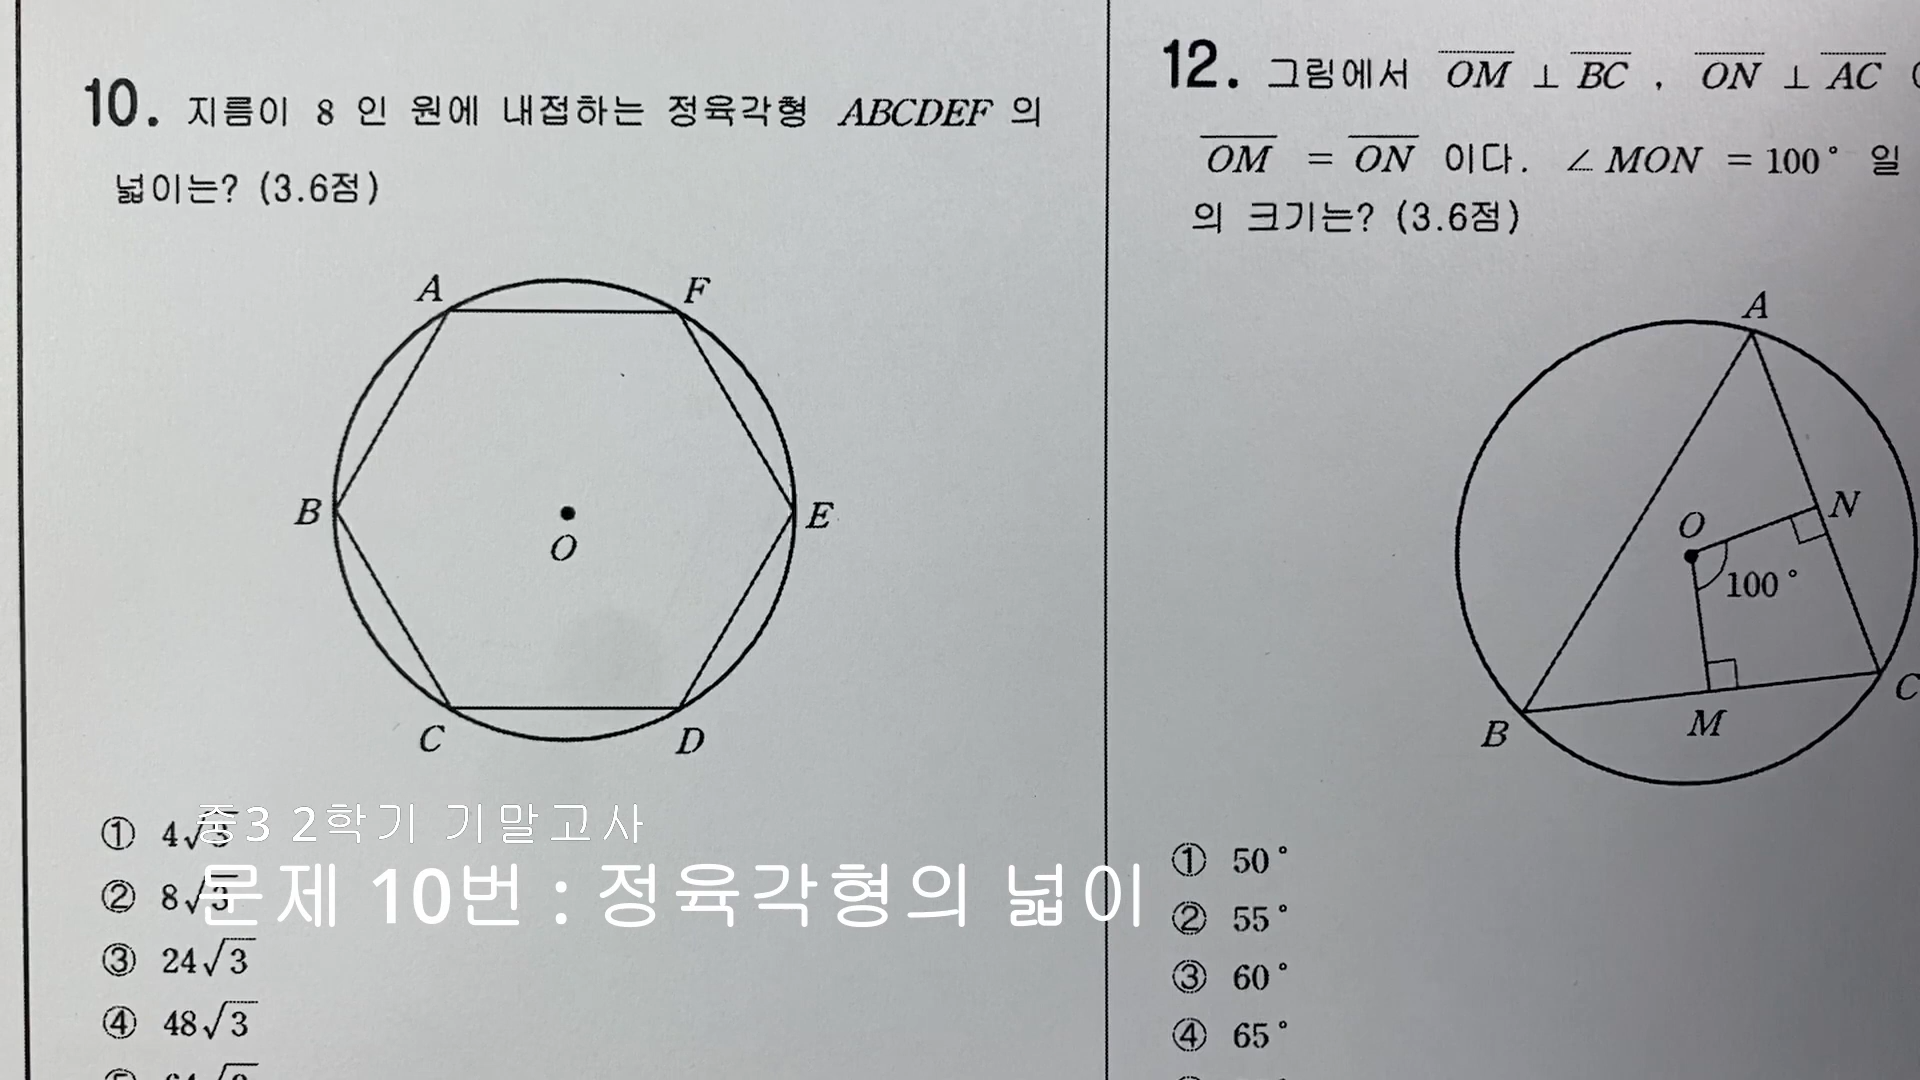 10. 지름이 8 인 원에 내접하는 정육각형 ABCDEF 의
넓이는? (3.6점)
A
F
B
E
O
C
D
① 4√3
② 8√3
③ 24√3
④ 48√3
중3 2학기 기말고사
문제 10번 : 정육각형의 넓이
12. 그림에서 OM ⊥ BC , ON ⊥ AC
OM = ON 이다. ∠MON = 100° 일
의 크기는? (3.6점)
A
N
O
100°
C
M
B
① 50°
② 55°
③ 60°
④ 65°